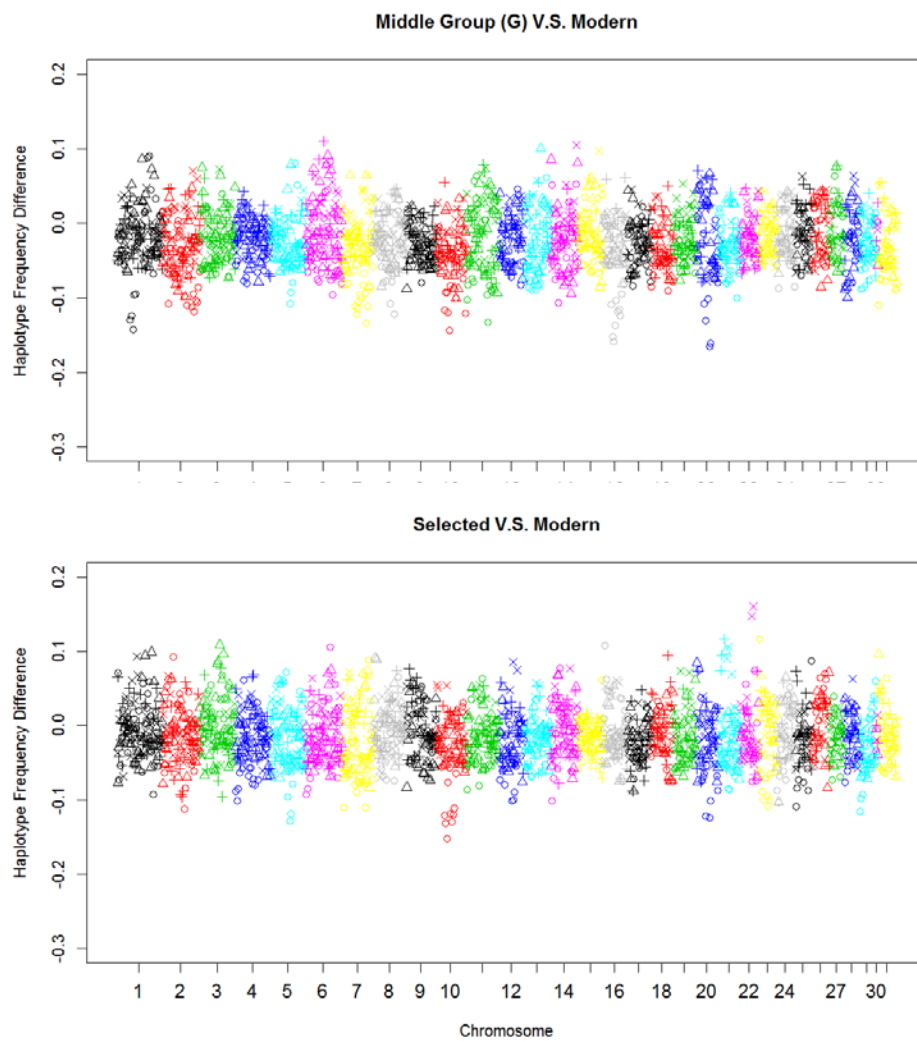 Middle Group (G) V.S. Modern
Haplotype Frequency Difference
0.2
0.1
0.0
-0.1
-0.2
-0.3
Selected V.S. Modern
Haplotype Frequency Difference
0.2
0.1
0.0
-0.1
-0.2
-0.3
1 2 3 4 5 6 7 8 9 10 12 14 16 18 20 22 24 27 30
Chromosome